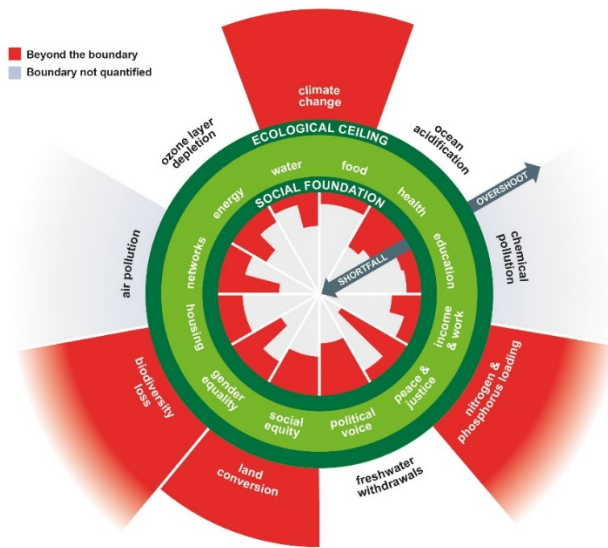 Beyond the boundary
Boundary not quantified
climate
change
ozone layer
depletion
ocean
acidification
ECOLOGICAL CEILING
OVERSHOOT
water
food
energy
health
SOCIAL FOUNDATION
networks
education
SHORTFALL
air pollution
chemical
pollution
housing
income
& work
gender
equality
peace &
justice
social
equity
political
voice
biodiversity
loss
nitrogen &
phosphorus loading
land
conversion
freshwater
withdrawals